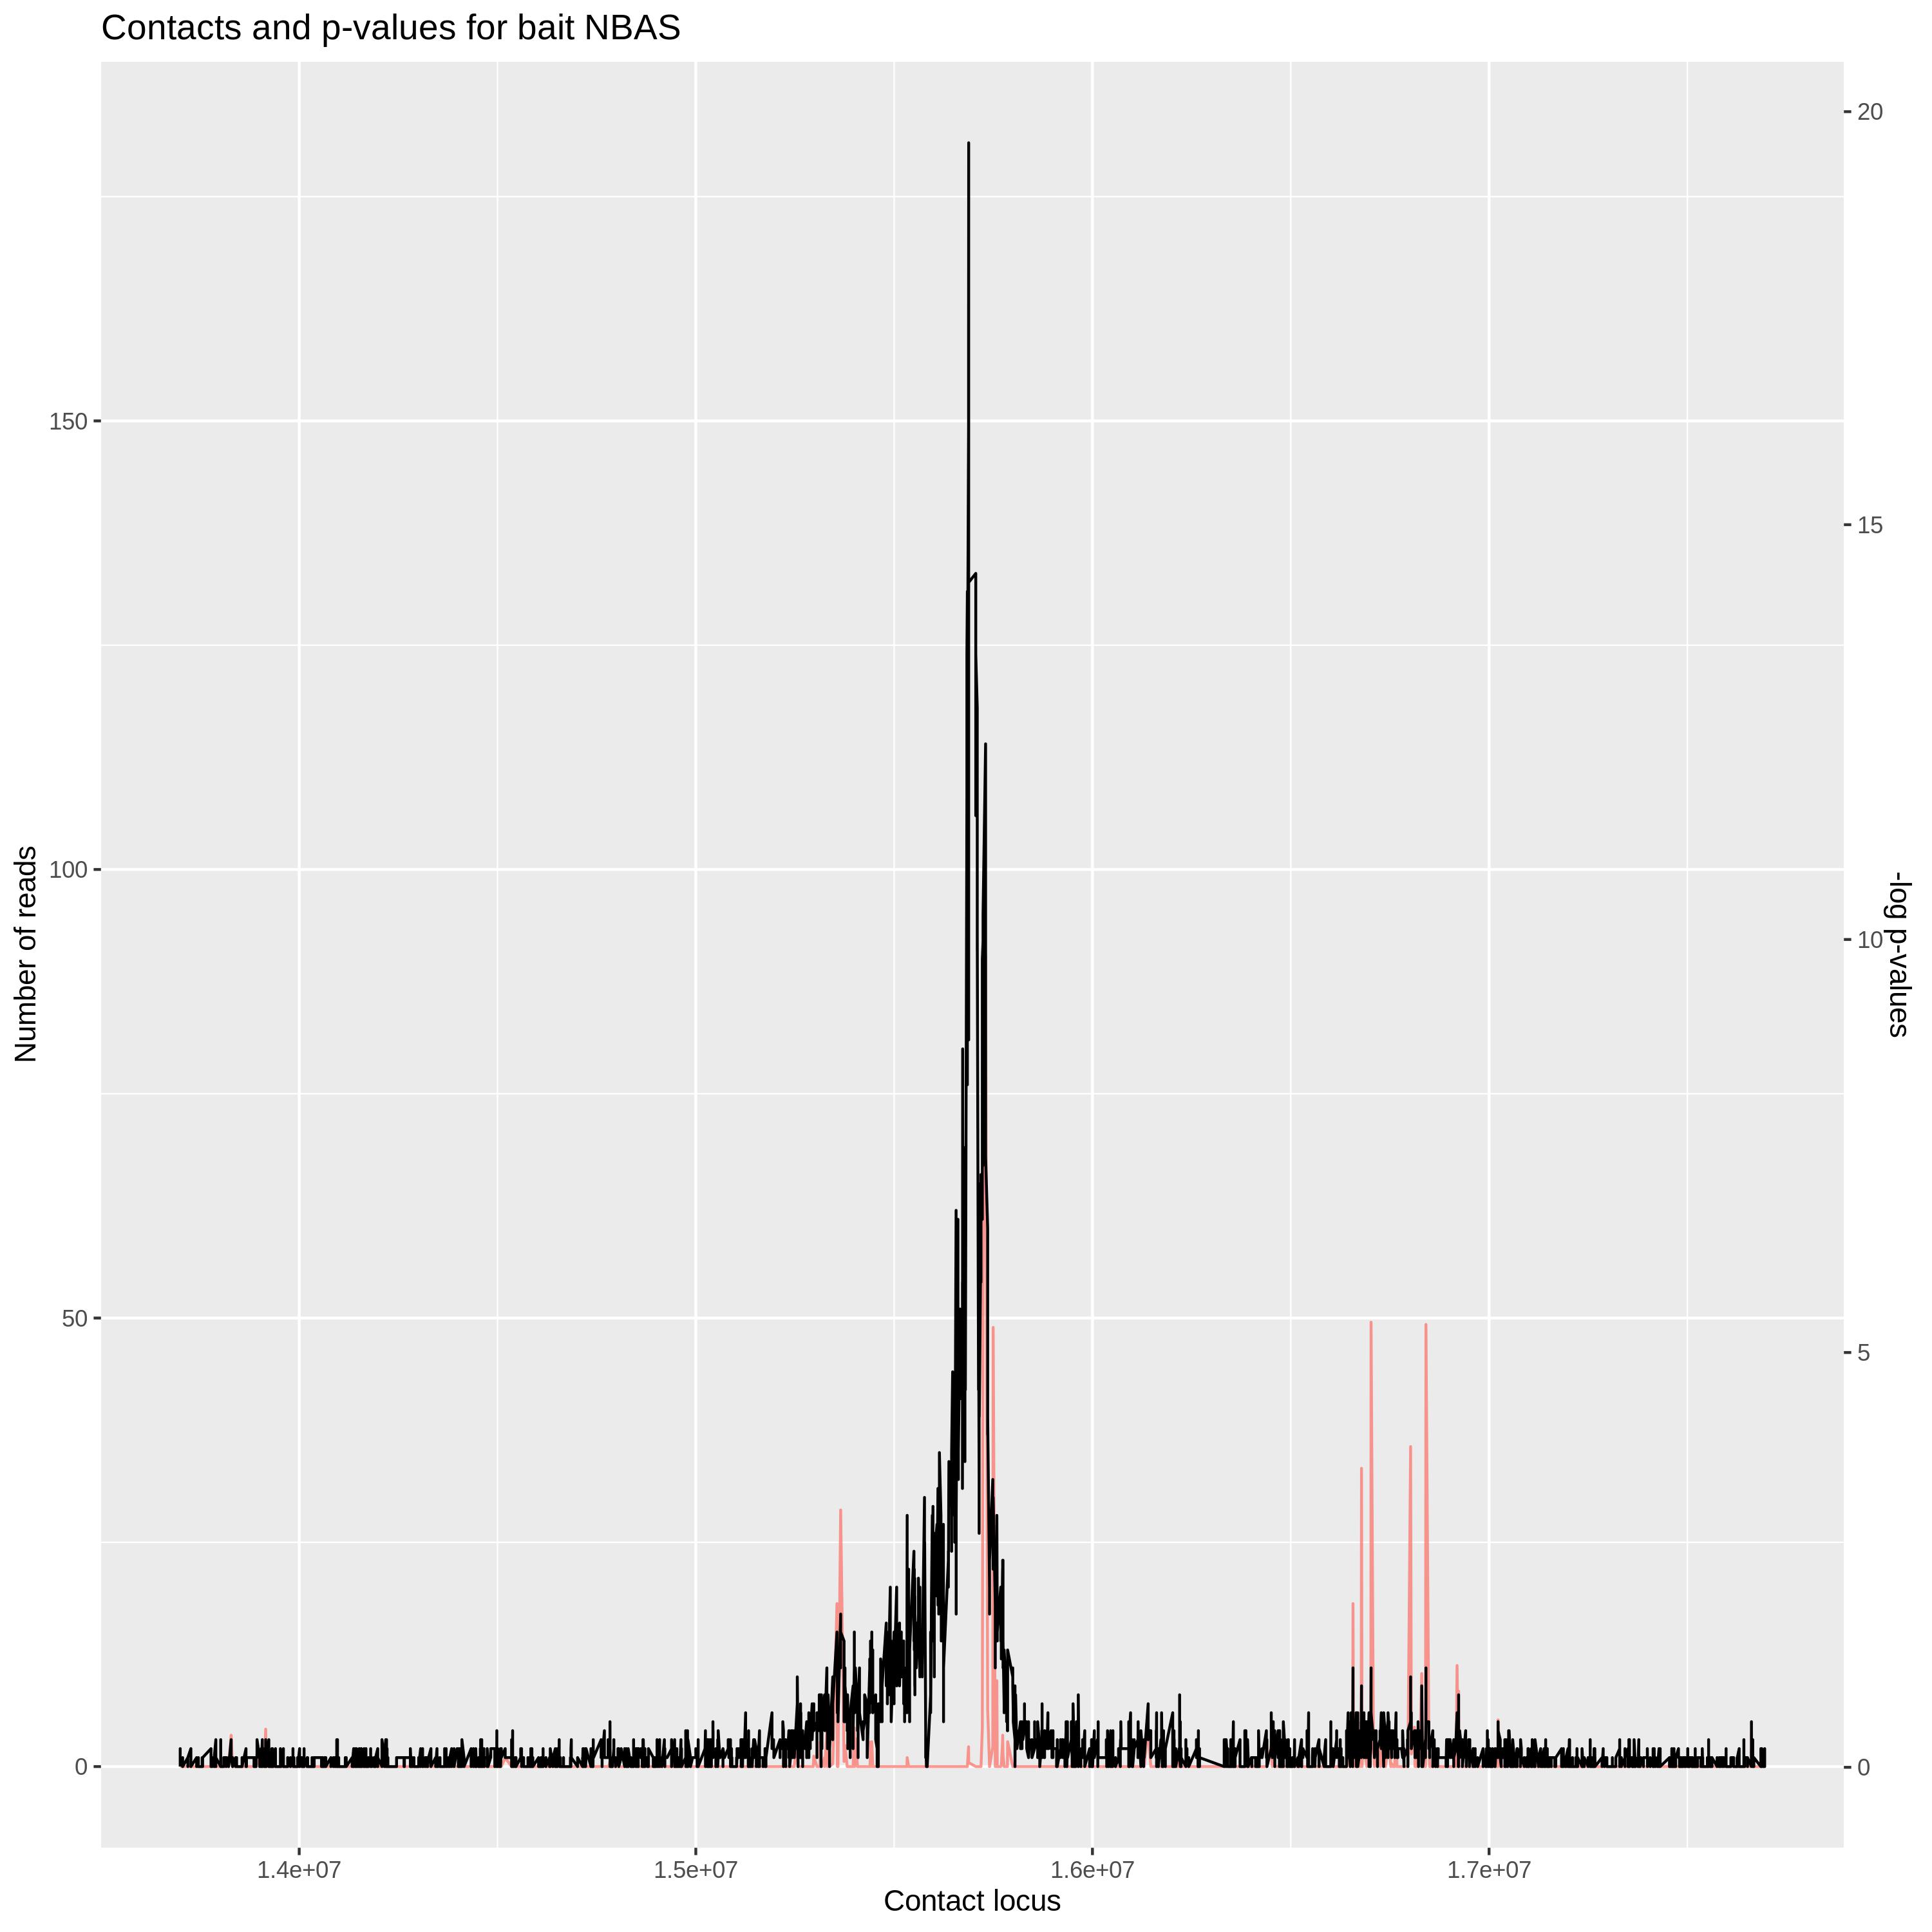 Contacts and p-values for bait NBAS
20
150
15
100
10
50
5
0
0
Number of reads
-log p-values
1.4e+07
1.5e+07
1.6e+07
1.7e+07
Contact locus